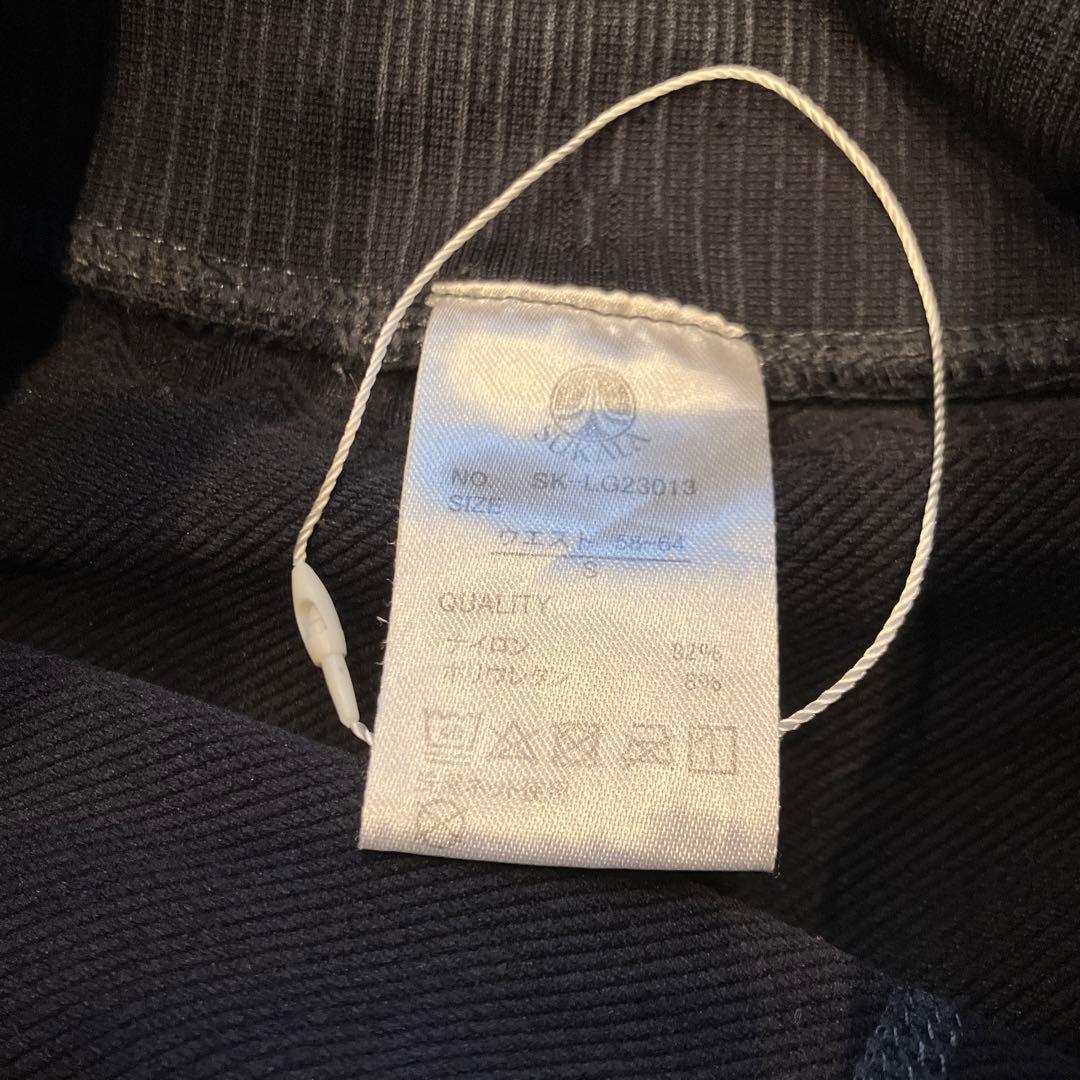 NO SK-LG23013
SIZE
ウエスト 58-64
S
QUALITY
ナイロン 92%
ポリウレタン 8%